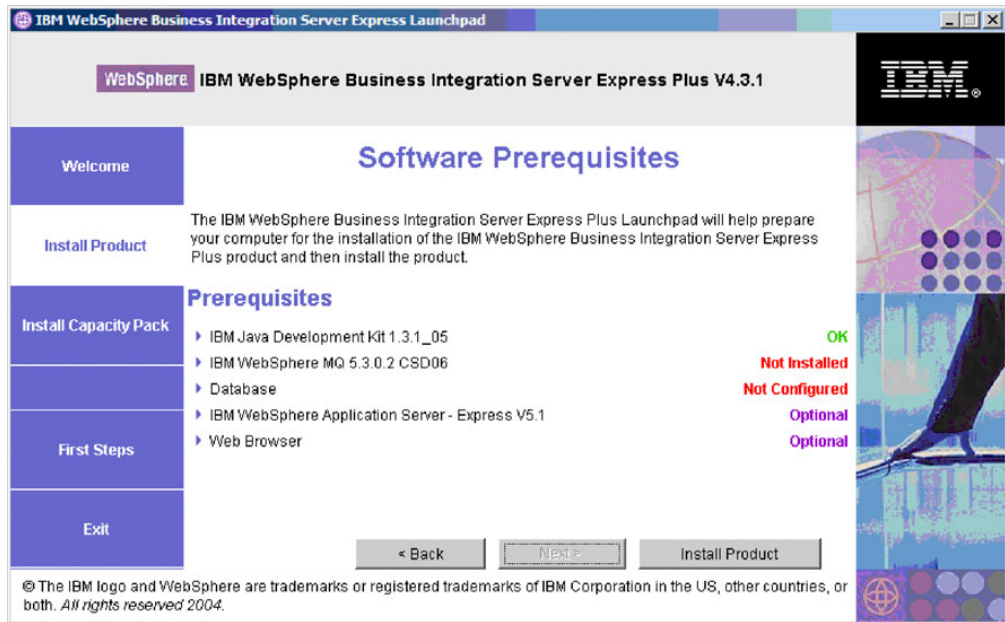 IBM WebSphere Business Integration Server Express Launchpad
WebSphere IBM WebSphere Business Integration Server Express Plus V4.3.1
IBM®
Welcome
Install Product
Install Capacity Pack
First Steps
Exit
Software Prerequisites
The IBM WebSphere Business Integration Server Express Plus Launchpad will help prepare
your computer for the installation of the IBM WebSphere Business Integration Server Express
Plus product and then install the product.
Prerequisites
IBM Java Development Kit 1.3.1_05 OK
IBM WebSphere MQ 5.3.0.2 CSD06 Not Installed
Database Not Configured
IBM WebSphere Application Server - Express V5.1 Optional
Web Browser Optional
< Back Next > Install Product
© The IBM logo and WebSphere are trademarks or registered trademarks of IBM Corporation in the US, other countries, or
both. All rights reserved 2004.